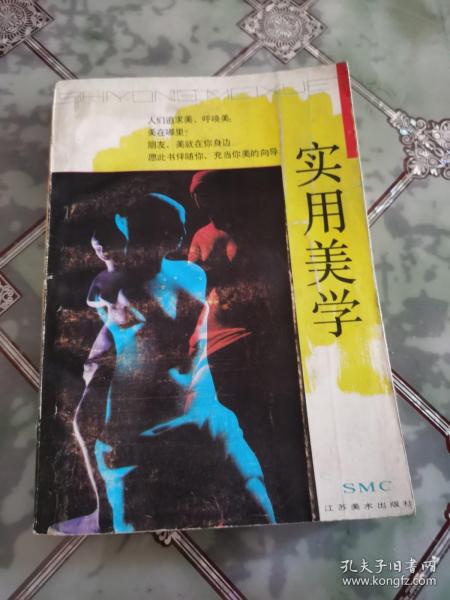 SHIYONG MEIXUE
人们追求美、呼唤美,
美在哪里?
朋友，美就在你身边.
愿此书伴随你、充当你美的向导
实用美学
SMC
江苏美术出版社
孔夫子旧书网
www.kongfz.com